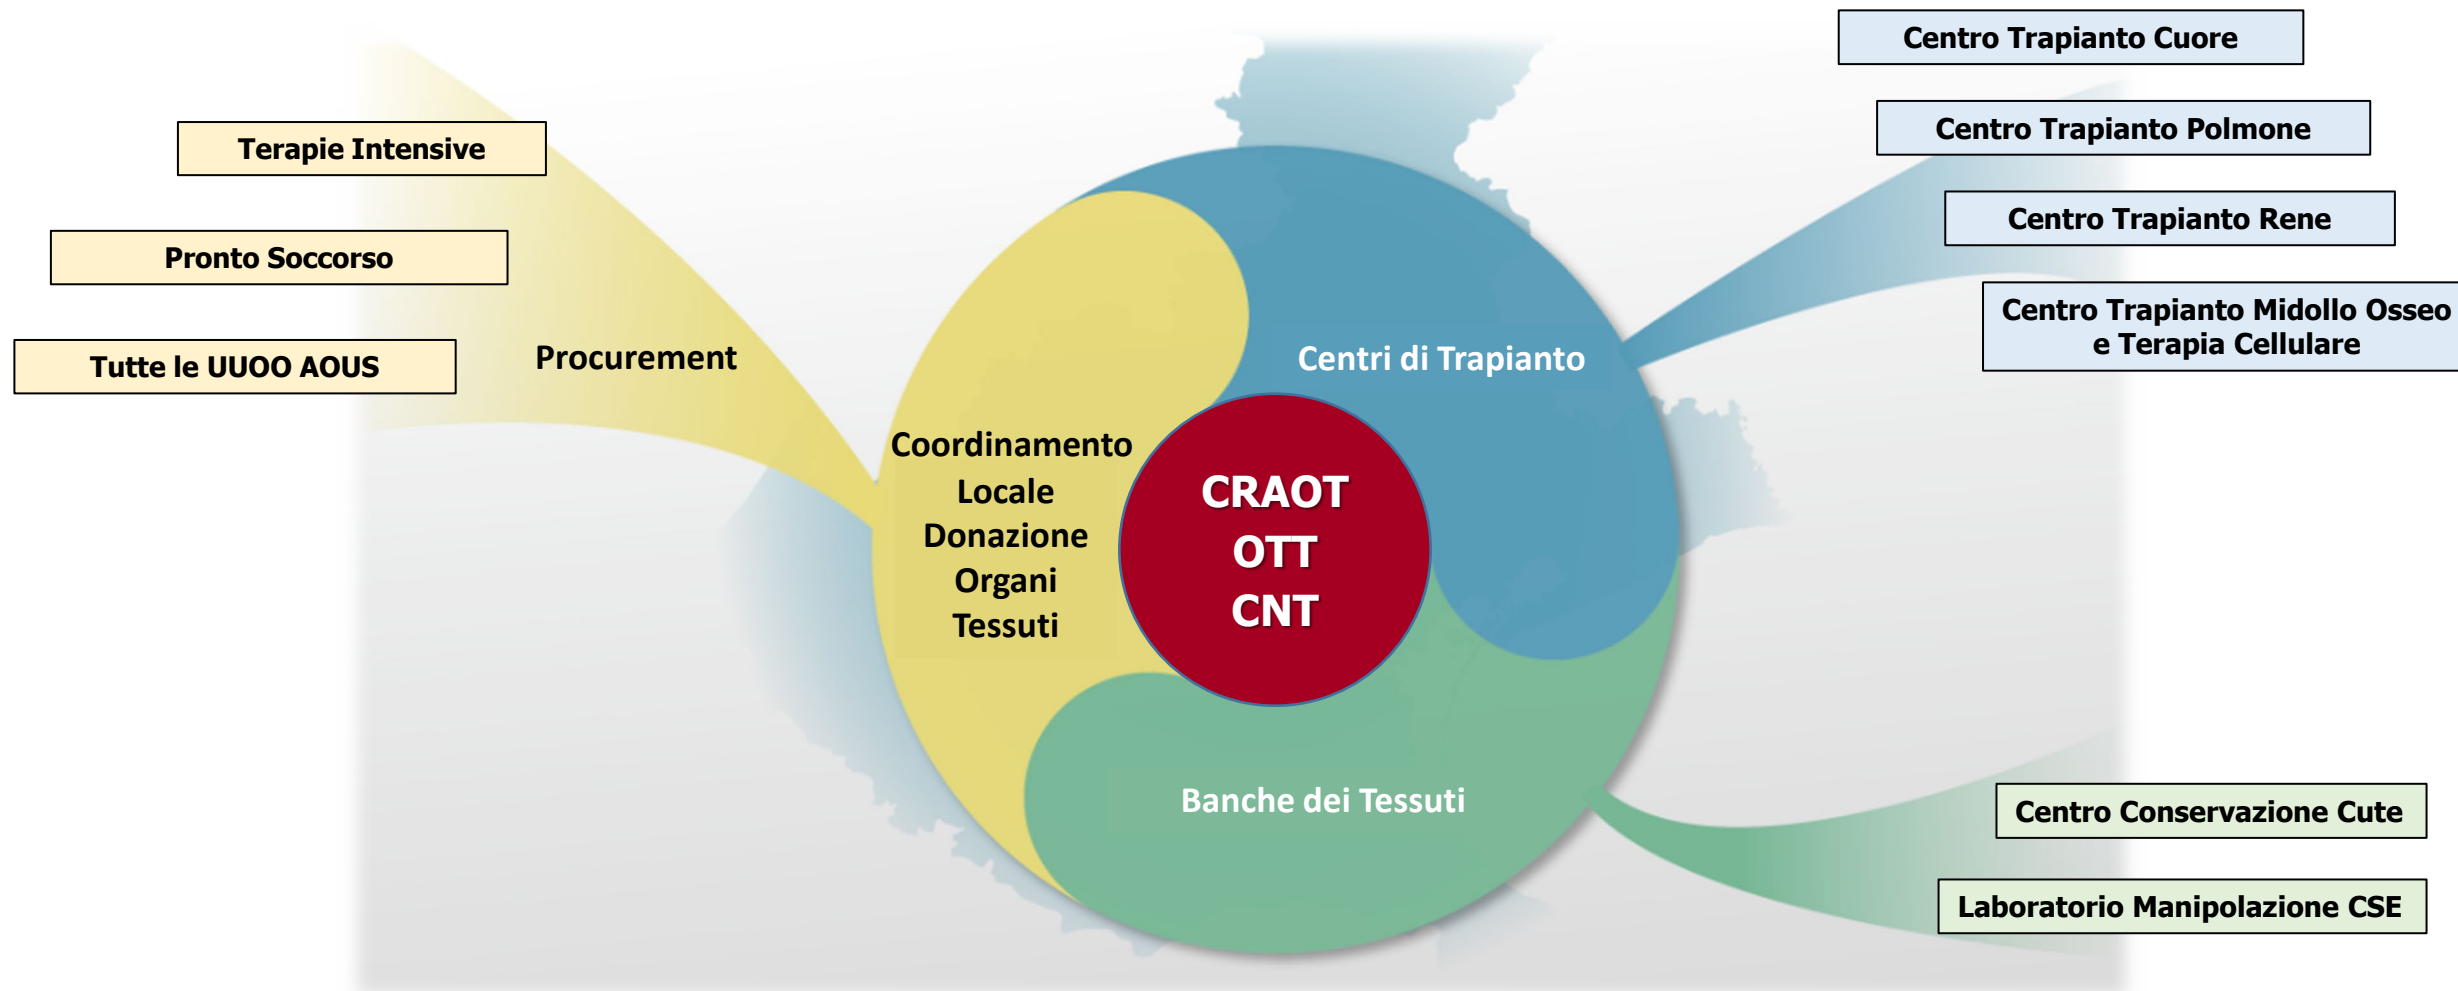 Terapie Intensive
Pronto Soccorso
Tutte le UUOO AOUS
Procurement
Coordinamento
Locale
Donazione
Organi
Tessuti
CRAOT
OTT
CNT
Centri di Trapianto
Banche dei Tessuti
Centro Trapianto Cuore
Centro Trapianto Polmone
Centro Trapianto Rene
Centro Trapianto Midollo Osseo
e Terapia Cellulare
Centro Conservazione Cute
Laboratorio Manipolazione CSE